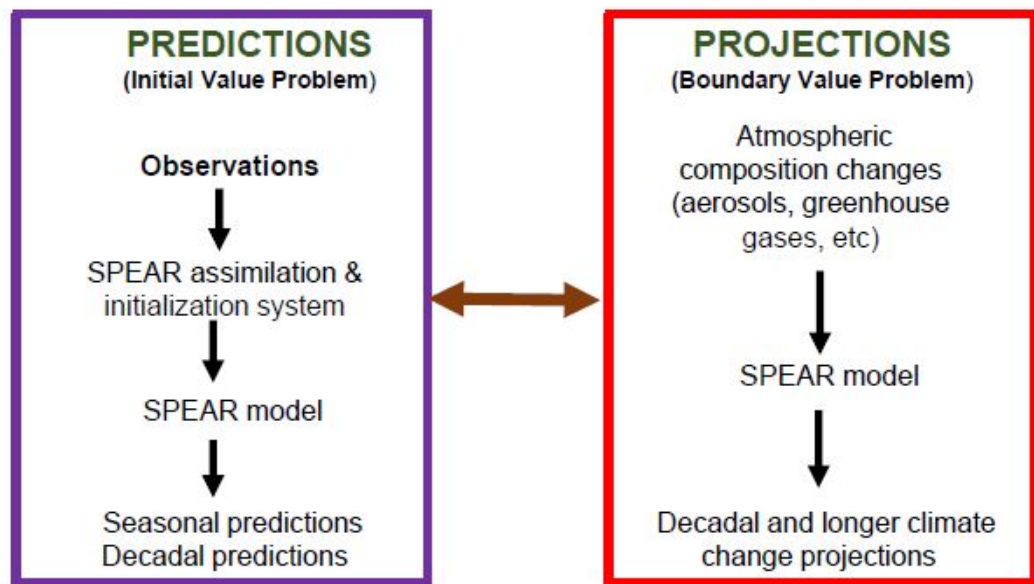 PREDICTIONS
(Initial Value Problem)
Observations
SPEAR assimilation &
initialization system
SPEAR model
Seasonal predictions
Decadal predictions
PROJECTIONS
(Boundary Value Problem)
Atmospheric
composition changes
(aerosols, greenhouse
gases, etc)
SPEAR model
Decadal and longer climate
change projections